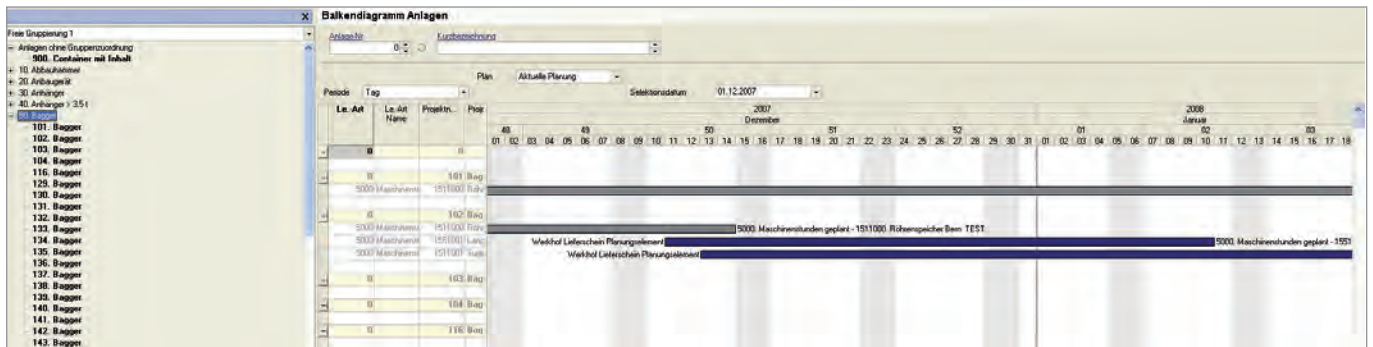 Balkendiagramm Anlagen
Freie Gruppierung 1
Anlagen ohne Gruppenzuordnung
900. Container mit Inhalt
10. Abbauhammer
20. Anbaugerät
30. Anhänger
40. Anhänger > 3.5 t
50. Bagger
101. Bagger
102. Bagger
103. Bagger
104. Bagger
116. Bagger
129. Bagger
130. Bagger
131. Bagger
132. Bagger
133. Bagger
134. Bagger
135. Bagger
136. Bagger
137. Bagger
138. Bagger
139. Bagger
140. Bagger
141. Bagger
142. Bagger
143. Bagger
Anlage-Nr. Kurzbezeichnung
0
Plan Aktuelle Planung
Periode Tag Selektionsdatum 01.12.2007
Le.-Art Le.-Art Name Projektn... Proje
2007 2008
Dezember Januar
48 49 50 51 52 01 02 03
01 02 03 04 05 06 07 08 09 10 11 12 13 14 15 16 17 18 19 20 21 22 23 24 25 26 27 28 29 30 31 01 02 03 04 05 06 07 08 09 10 11 12 13 14 15 16 17 18
0 0
0 101 Bag
5000 Maschinenst 1511000 Rohr
0 102 Bag
5000 Maschinenst 1511000 Rohr 5000, Maschinenstunden geplant - 1511000, Röhrenspeicher Bern TEST
5000 Maschinenst Werkhof Lieferschein Planungselement 5000, Maschinenstunden geplant - 1551
5000 Maschinenst Werkhof Lieferschein Planungselement
0 103 Bag
0 104 Bag
0 116 Bag